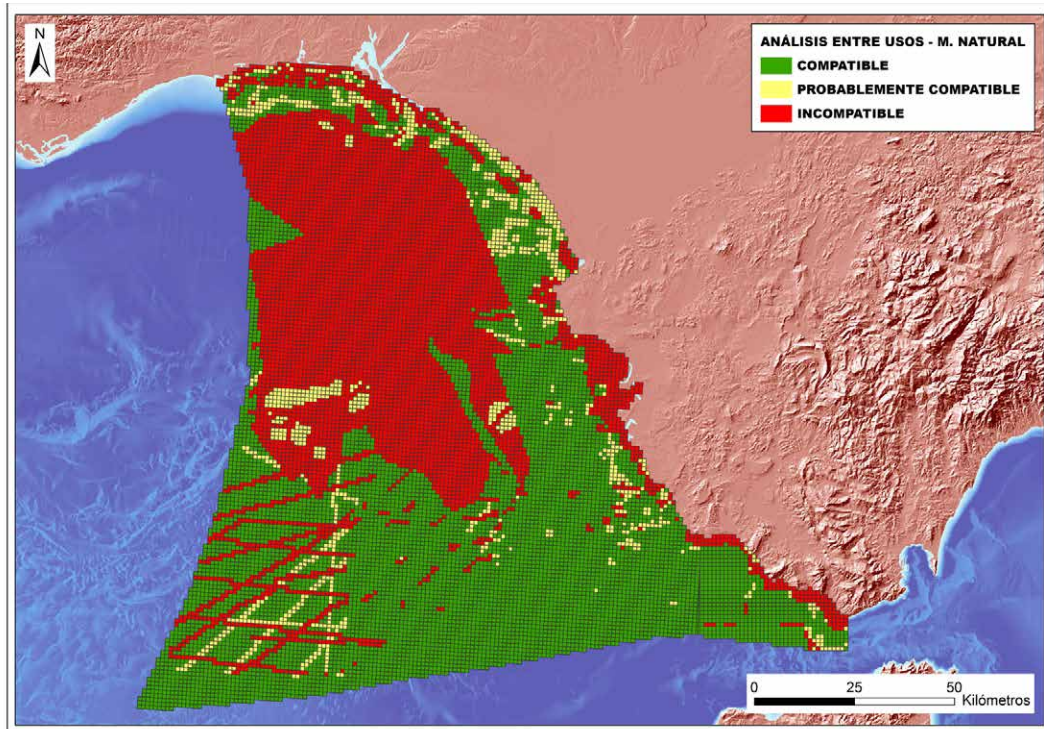 N
ANÁLISIS ENTRE USOS - M. NATURAL
COMPATIBLE
PROBABLEMENTE COMPATIBLE
INCOMPATIBLE
0 25 50
Kilómetros